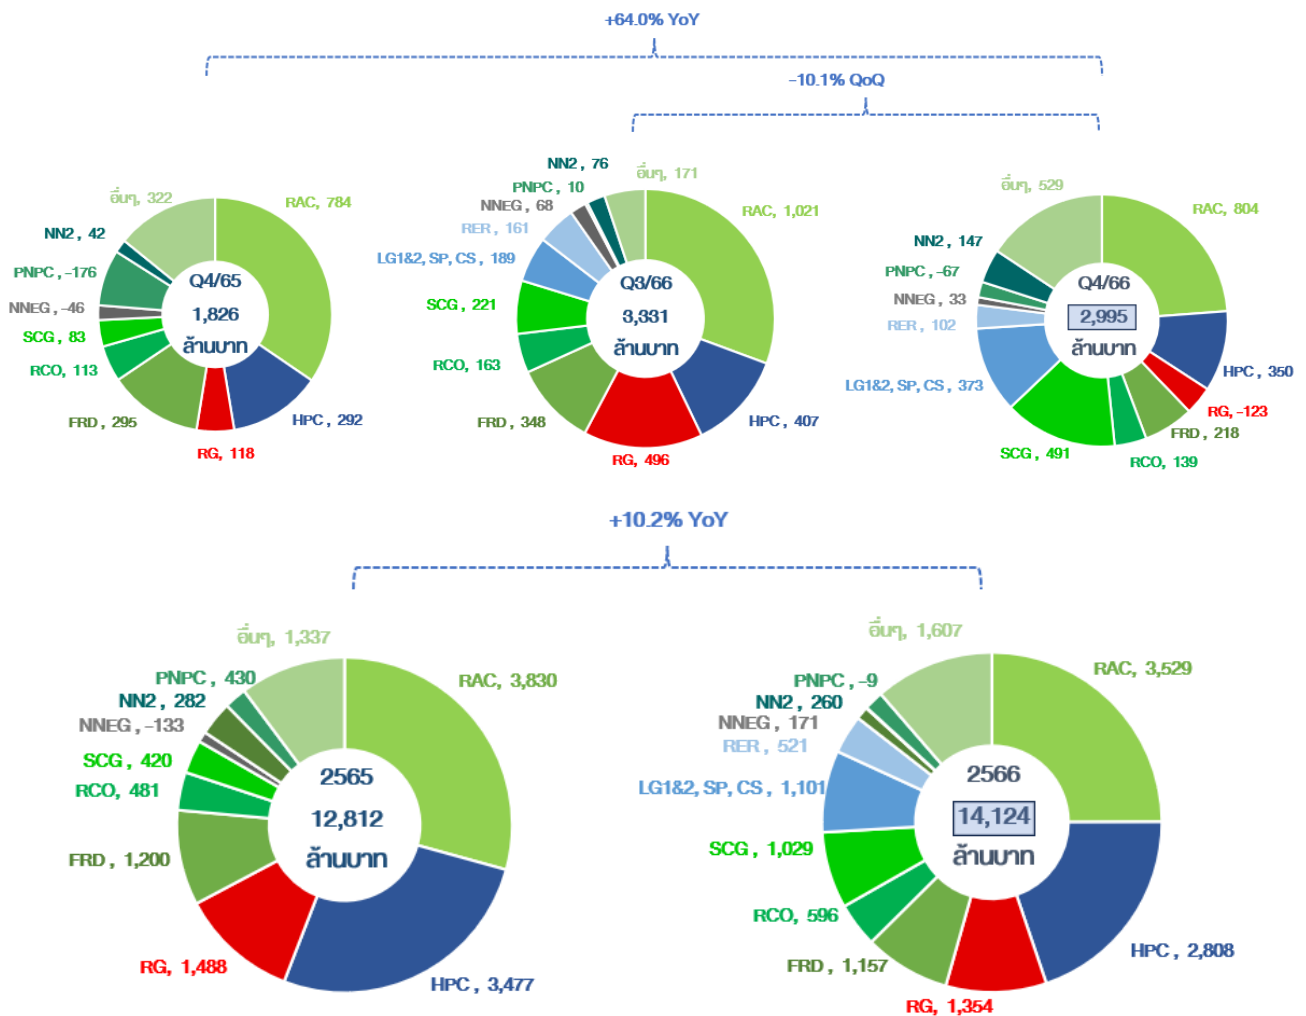 +64.0% YoY
-10.1% QoQ
อื่นๆ, 322
RAC, 784
NN2 , 42
PNPC , -176
NNEG , -46
SCG , 83
RCO, 113
FRD , 295
RG, 118
HPC , 292
Q4/65
1,826
ล้านบาท
NN2 , 76
อื่นๆ, 171
PNPC , 10
NNEG , 68
RER , 161
LG1&2, SP, CS , 189
SCG , 221
RCO, 163
FRD , 348
RG, 496
HPC , 407
RAC, 1,021
Q3/66
3,331
ล้านบาท
อื่นๆ, 529
RAC, 804
NN2 , 147
PNPC , -67
NNEG , 33
RER , 102
LG1&2, SP, CS , 373
SCG , 491
RCO, 139
FRD , 218
RG, -123
HPC , 350
Q4/66
2,995
ล้านบาท
+10.2% YoY
อื่นๆ, 1,337
PNPC , 430
NN2 , 282
NNEG , -133
SCG , 420
RCO, 481
FRD , 1,200
RG, 1,488
HPC , 3,477
RAC, 3,830
2565
12,812
ล้านบาท
อื่นๆ, 1,607
PNPC , -9
NN2 , 260
NNEG , 171
RER , 521
LG1&2, SP, CS , 1,101
SCG , 1,029
RCO, 596
FRD , 1,157
RG, 1,354
HPC , 2,808
RAC, 3,529
2566
14,124
ล้านบาท